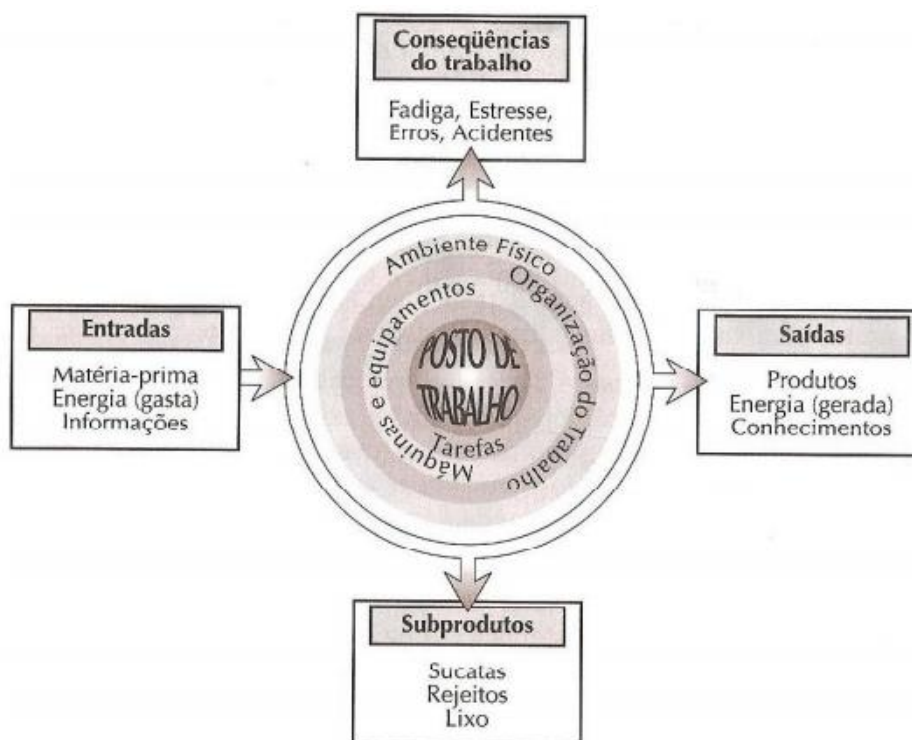 Conseqüências
do trabalho
Fadiga, Estresse,
Erros, Acidentes
Entradas
Matéria-prima
Energia (gasta)
Informações
Ambiente Físico
Organização do Trabalho
Máquinas e equipamentos
POSTO DE
TRABALHO
Tarefas
Saídas
Produtos
Energia (gerada)
Conhecimentos
Subprodutos
Sucatas
Rejeitos
Lixo